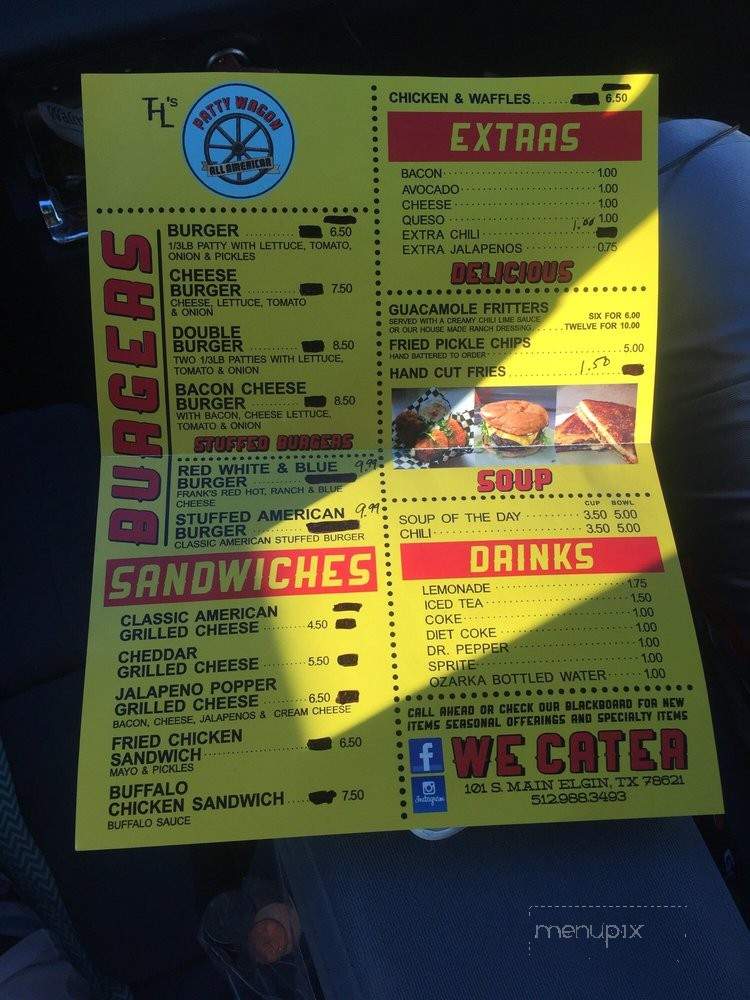 THL's
PATTY WAGON
ALL AMERICAN
BURGERS
BURGER 6.50
1/3LB PATTY WITH LETTUCE, TOMATO,
ONION & PICKLES
CHEESE
BURGER 7.50
CHEESE, LETTUCE, TOMATO
& ONION
DOUBLE
BURGER 8.50
TWO 1/3LB PATTIES WITH LETTUCE,
TOMATO & ONION
BACON CHEESE
BURGER 8.50
WITH BACON, CHEESE LETTUCE,
TOMATO & ONION
STUFFED BURGERS
RED WHITE & BLUE 9.99
BURGER
FRANK'S RED HOT, RANCH & BLUE
CHEESE
STUFFED AMERICAN 9.99
BURGER
CLASSIC AMERICAN STUFFED BURGER
SANDWICHES
CLASSIC AMERICAN
GRILLED CHEESE 4.50
CHEDDAR
GRILLED CHEESE 5.50
JALAPENO POPPER
GRILLED CHEESE 6.50
BACON, CHEESE, JALAPENOS & CREAM CHEESE
FRIED CHICKEN
SANDWICH 6.50
MAYO & PICKLES
BUFFALO
CHICKEN SANDWICH 7.50
BUFFALO SAUCE
CHICKEN & WAFFLES 6.50
EXTRAS
BACON 1.00
AVOCADO 1.00
CHEESE 1.00
QUESO 1.00
EXTRA CHILI 1.00
EXTRA JALAPENOS 0.75
DELICIOUS
GUACAMOLE FRITTERS
SERVED WITH A CREAMY CHILI LIME SAUCE SIX FOR 6.00
OR OUR HOUSE MADE RANCH DRESSING TWELVE FOR 10.00
FRIED PICKLE CHIPS 5.00
HAND BATTERED TO ORDER
HAND CUT FRIES 1.50
SOUP
CUP BOWL
SOUP OF THE DAY 3.50 5.00
CHILI 3.50 5.00
DRINKS
LEMONADE 1.75
ICED TEA 1.50
COKE 1.00
DIET COKE 1.00
DR. PEPPER 1.00
SPRITE 1.00
OZARKA BOTTLED WATER 1.00
CALL AHEAD OR CHECK OUR BLACKBOARD FOR NEW
ITEMS SEASONAL OFFERINGS AND SPECIALTY ITEMS
f
Instagram
WE CATER
101 S. MAIN ELGIN, TX 78621
512.988.3493
menupix